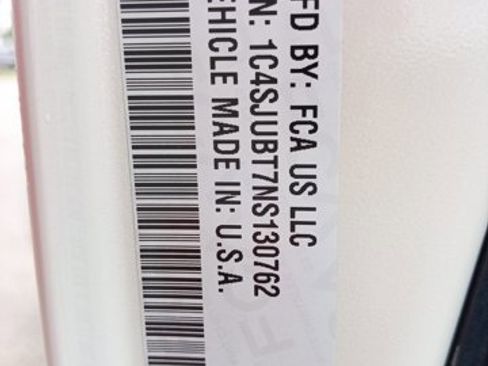 FD BY: FCA US LLC
N: 1C4SJUBT7NS130762
EHICLE MADE IN: U.S.A.